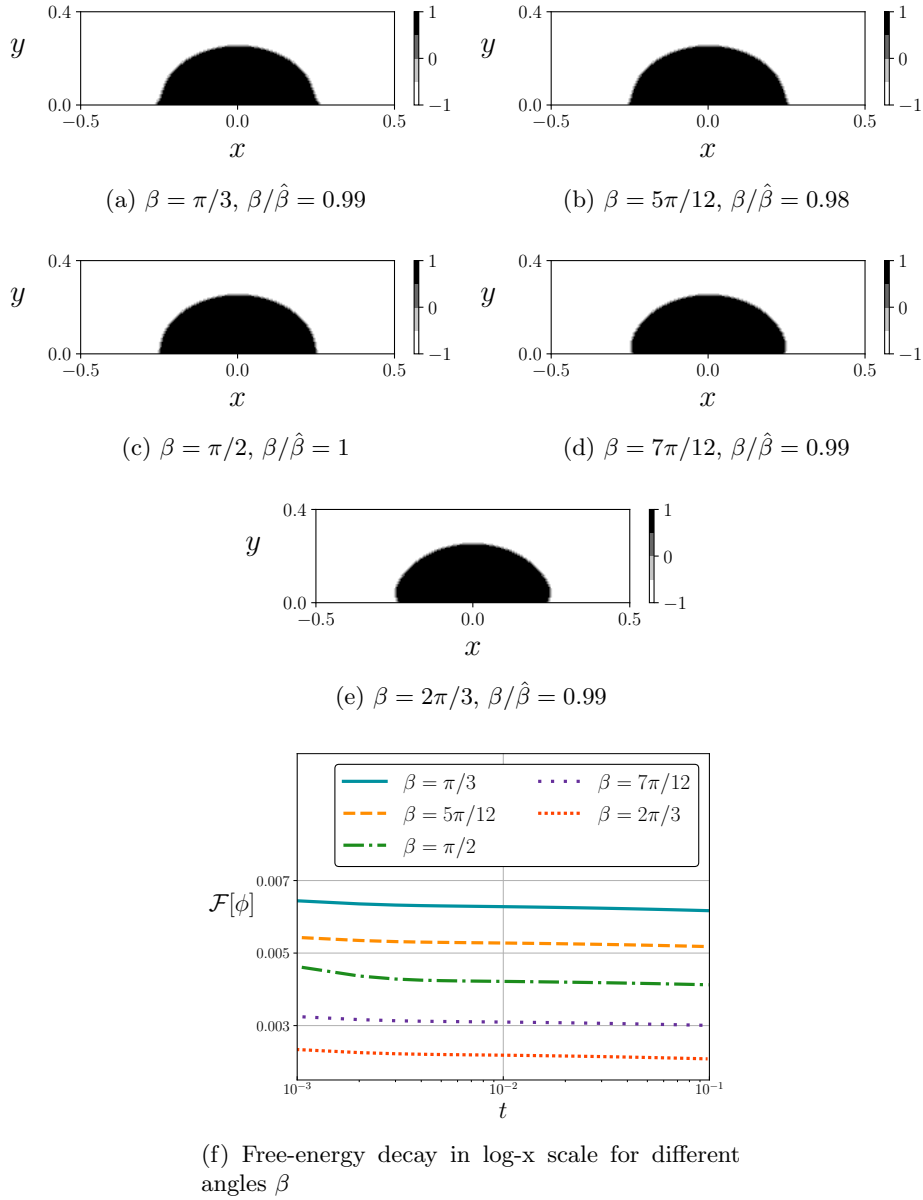 0.4
y
0.0
−0.5
0.0
0.5
x
1
0
−1
(a) β = π/3, β/β̂ = 0.99
0.4
y
0.0
−0.5
0.0
0.5
x
1
0
−1
(b) β = 5π/12, β/β̂ = 0.98
0.4
y
0.0
−0.5
0.0
0.5
x
1
0
−1
(c) β = π/2, β/β̂ = 1
0.4
y
0.0
−0.5
0.0
0.5
x
1
0
−1
(d) β = 7π/12, β/β̂ = 0.99
0.4
y
0.0
−0.5
0.0
0.5
x
1
0
−1
(e) β = 2π/3, β/β̂ = 0.99
β = π/3
β = 5π/12
β = π/2
β = 7π/12
β = 2π/3
0.007
F[ϕ]
0.005
0.003
10⁻³
10⁻²
10⁻¹
t
(f) Free-energy decay in log-x scale for different
angles β